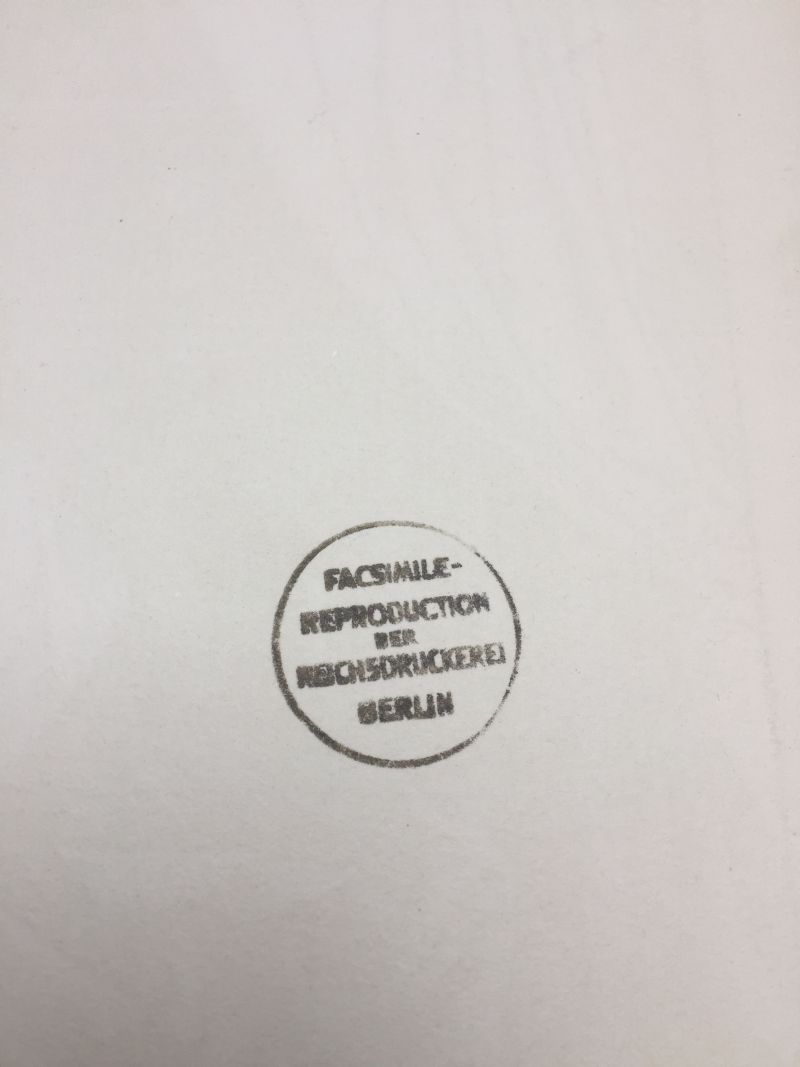 FACSIMILE-
REPRODUCTION
DER
REICHSDRUCKEREI
BERLIN